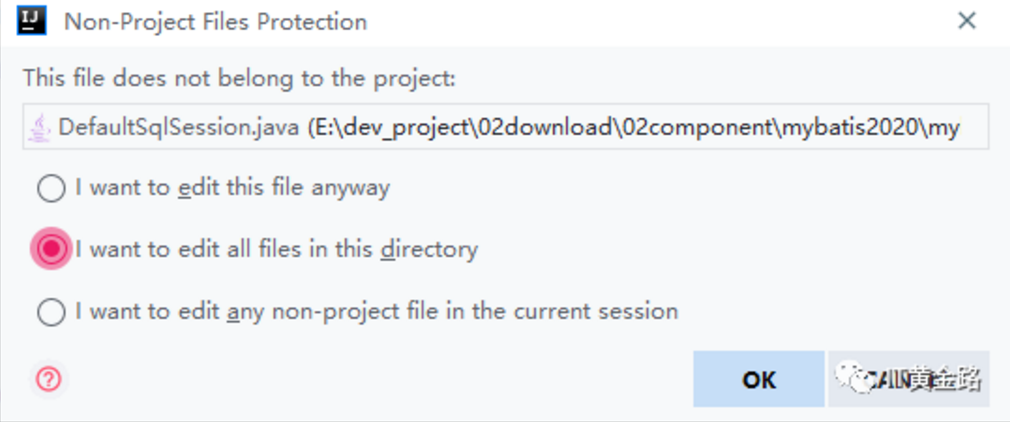 Non-Project Files Protection
This file does not belong to the project:
DefaultSqlSession.java (E:\dev_project\02download\02component\mybatis2020\my
I want to edit this file anyway
I want to edit all files in this directory
I want to edit any non-project file in the current session
OK
IT黄金路